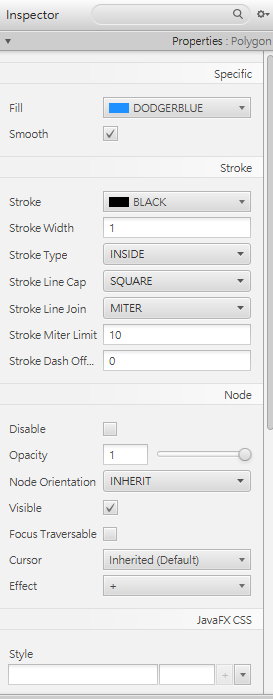 Inspector
Properties : Polygon
Specific
Fill DODGERBLUE
Smooth
Stroke
Stroke BLACK
Stroke Width 1
Stroke Type INSIDE
Stroke Line Cap SQUARE
Stroke Line Join MITER
Stroke Miter Limit 10
Stroke Dash Off... 0
Node
Disable
Opacity 1
Node Orientation INHERIT
Visible
Focus Traversable
Cursor Inherited (Default)
Effect +
JavaFX CSS
Style
+